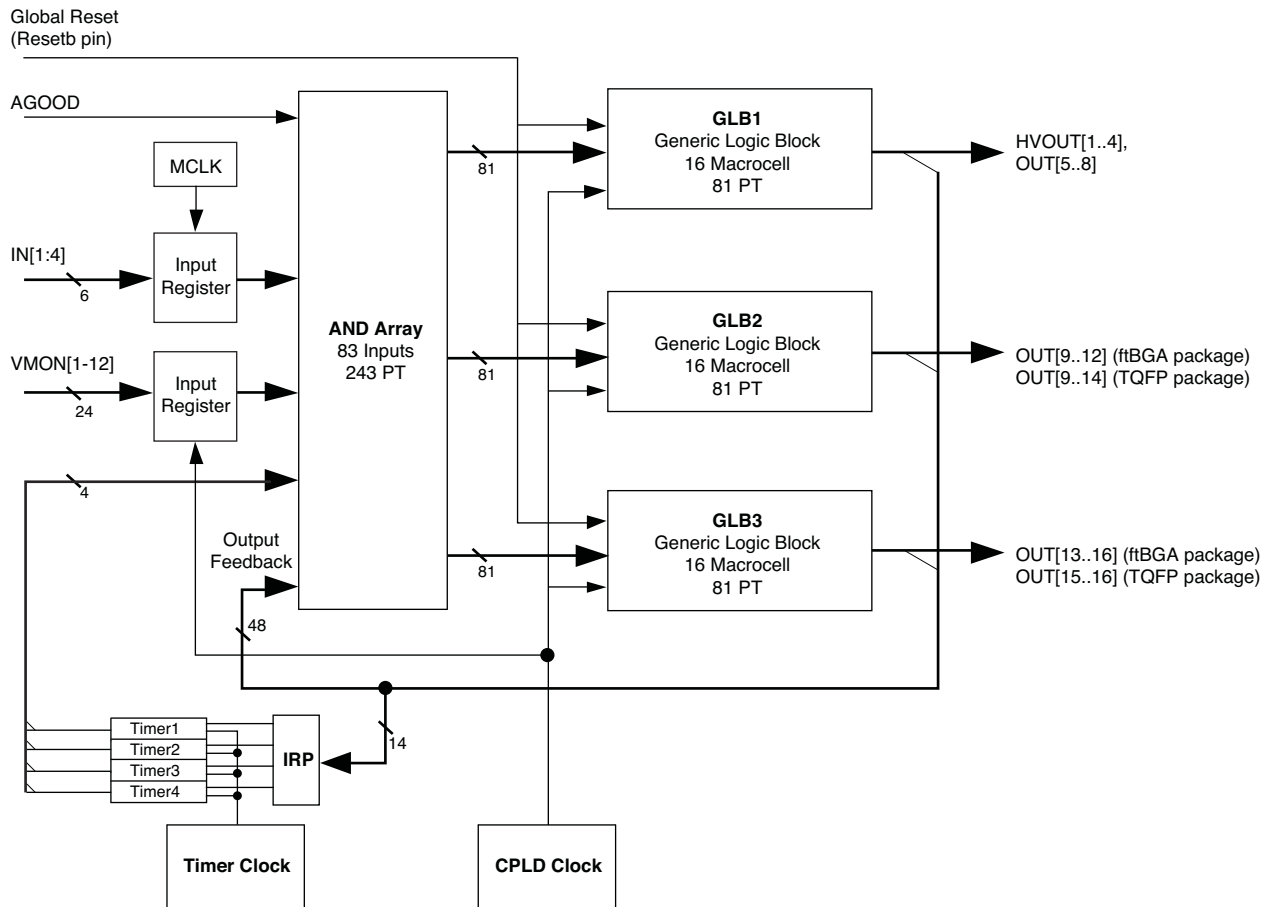 Global Reset
(Resetb pin)
AGOOD
MCLK
IN[1:4]
6
Input
Register
VMON[1-12]
24
Input
Register
4
Output
Feedback
48
AND Array
83 Inputs
243 PT
81
81
81
GLB1
Generic Logic Block
16 Macrocell
81 PT
HVOUT[1..4],
OUT[5..8]
GLB2
Generic Logic Block
16 Macrocell
81 PT
OUT[9..12] (ftBGA package)
OUT[9..14] (TQFP package)
GLB3
Generic Logic Block
16 Macrocell
81 PT
OUT[13..16] (ftBGA package)
OUT[15..16] (TQFP package)
Timer1
Timer2
Timer3
Timer4
IRP
14
Timer Clock
CPLD Clock